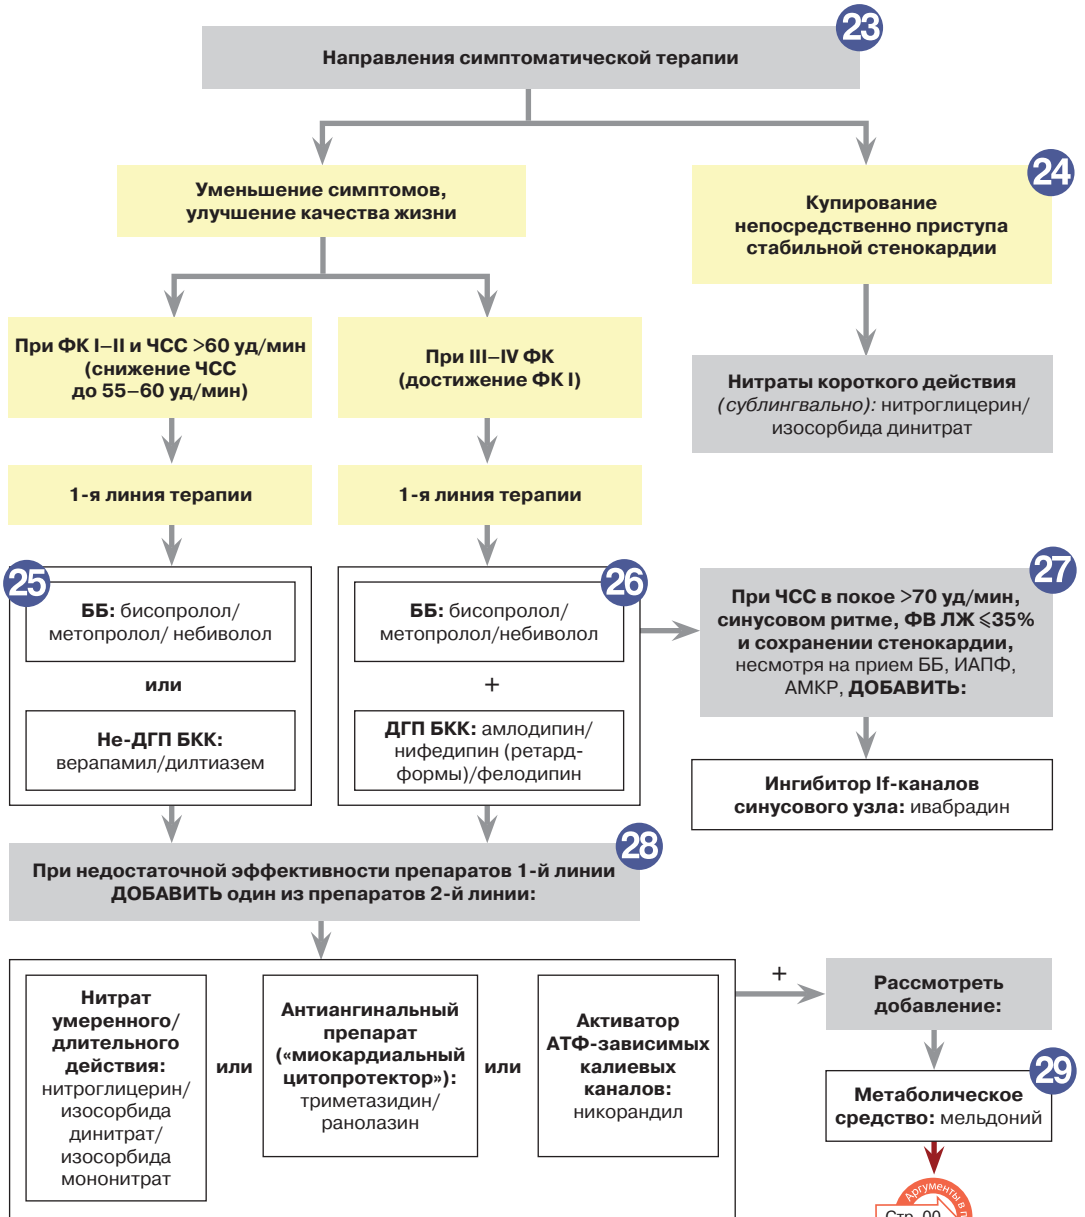 23
Направления симптоматической терапии
Уменьшение симптомов,
улучшение качества жизни
24
Купирование
непосредственно приступа
стабильной стенокардии
При ФК I–II и ЧСС >60 уд/мин
(снижение ЧСС
до 55–60 уд/мин)
При III–IV ФК
(достижение ФК I)
Нитраты короткого действия
(сублингвально): нитроглицерин/
изосорбида динитрат
1-я линия терапии
1-я линия терапии
25
ББ: бисопролол/
метопролол/ небиволол
или
Не-ДГП БКК:
верапамил/дилтиазем
26
ББ: бисопролол/
метопролол/небиволол
+
ДГП БКК: амлодипин/
нифедипин (ретард-
формы)/фелодипин
27
При ЧСС в покое >70 уд/мин,
синусовом ритме, ФВ ЛЖ ⩽35%
и сохранении стенокардии,
несмотря на прием ББ, ИАПФ,
АМКР, ДОБАВИТЬ:
Ингибитор If-каналов
синусового узла: ивабрадин
28
При недостаточной эффективности препаратов 1-й линии
ДОБАВИТЬ один из препаратов 2-й линии:
Нитрат
умеренного/
длительного
действия:
нитроглицерин/
изосорбида
динитрат/
изосорбида
мононитрат
или
Антиангинальный
препарат
(«миокардиальный
цитопротектор»):
триметазидин/
ранолазин
или
Активатор
АТФ-зависимых
калиевых
каналов:
никорандил
+
Рассмотреть
добавление:
29
Метаболическое
средство: мельдоний
Аргументы в
Стр. 00